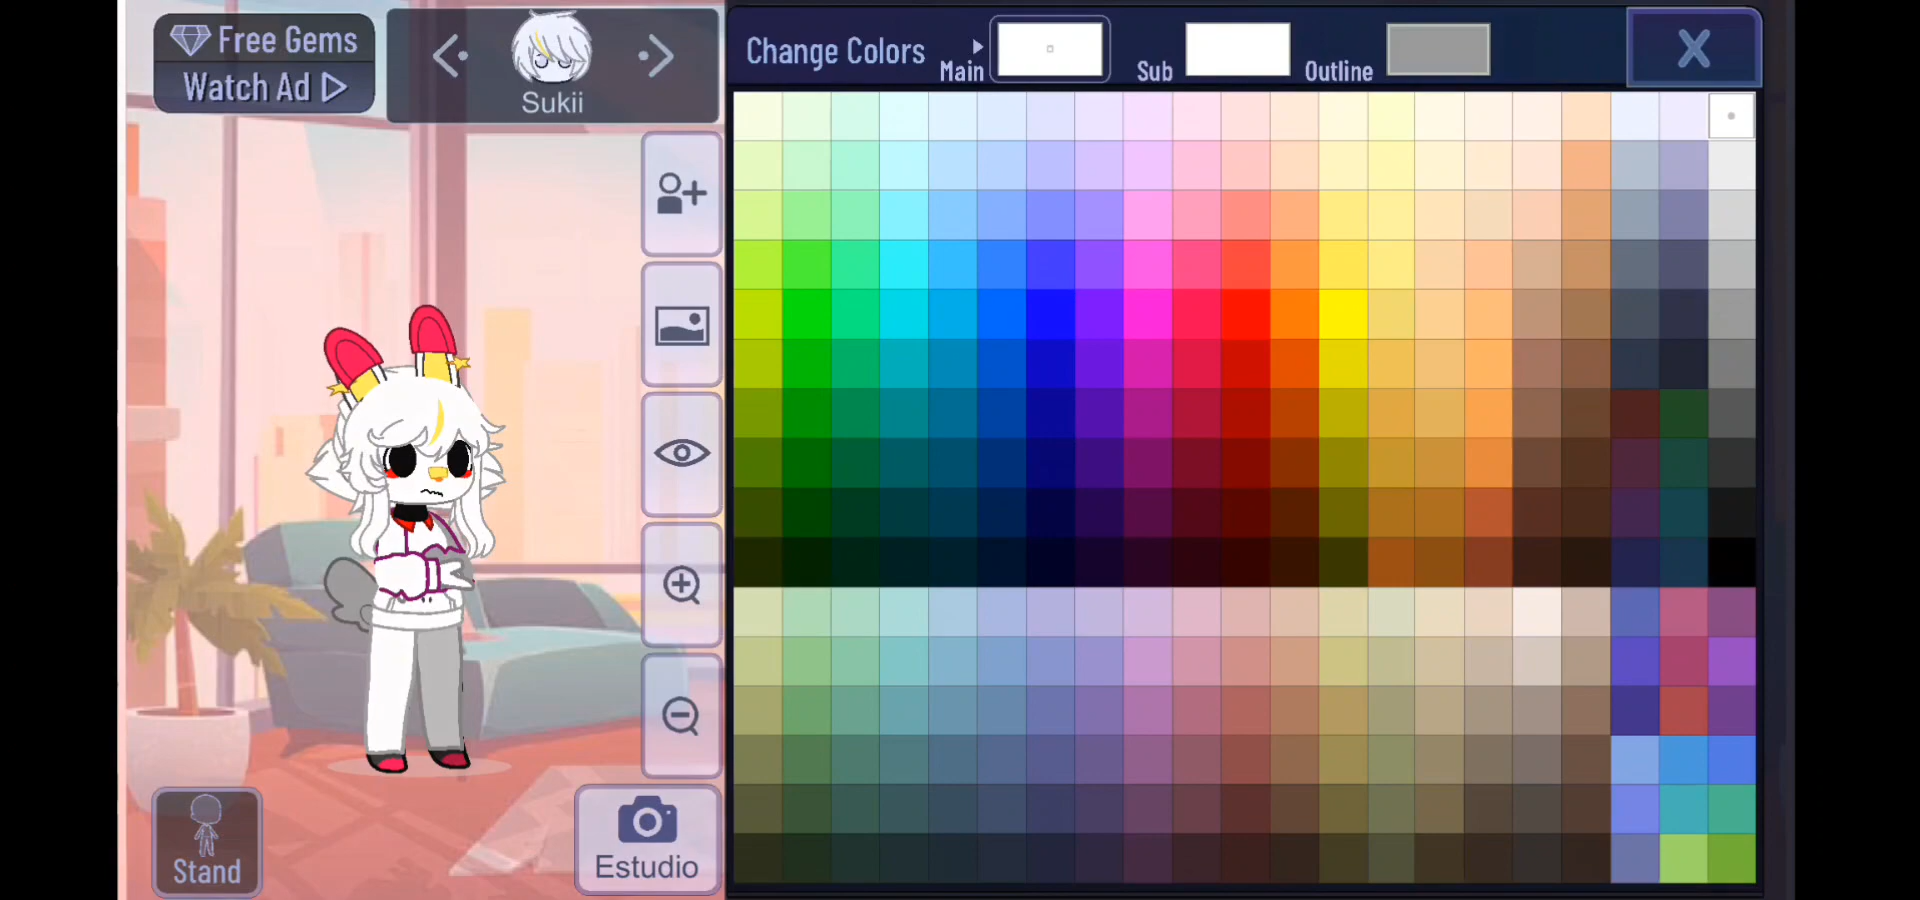 Free Gems
Watch Ad
Sukii
Change Colors
Main
Sub
Outline
X
Stand
Estudio